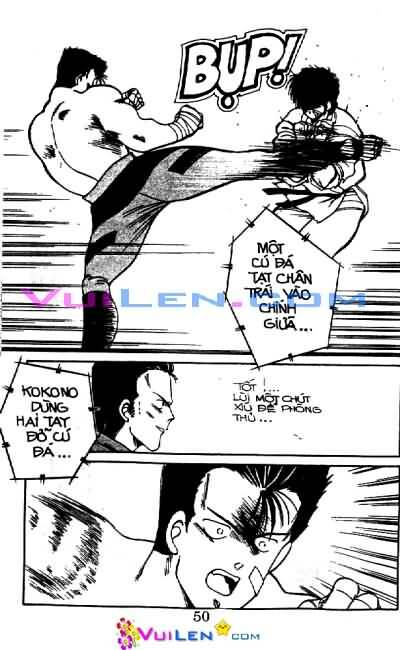 BỤP!
MỘT
CÚ ĐÁ
TẠT CHÂN
TRÁI VÀO
CHÍNH
GIỮA...
VuiLen.com
KOKONO
DÙNG
HAI TAY
ĐỠ CÚ
ĐÁ...
TỐT!...
LÙI MỘT CHÚT
XÍU ĐỂ PHÒNG
THỦ...
50
VuiLen.com